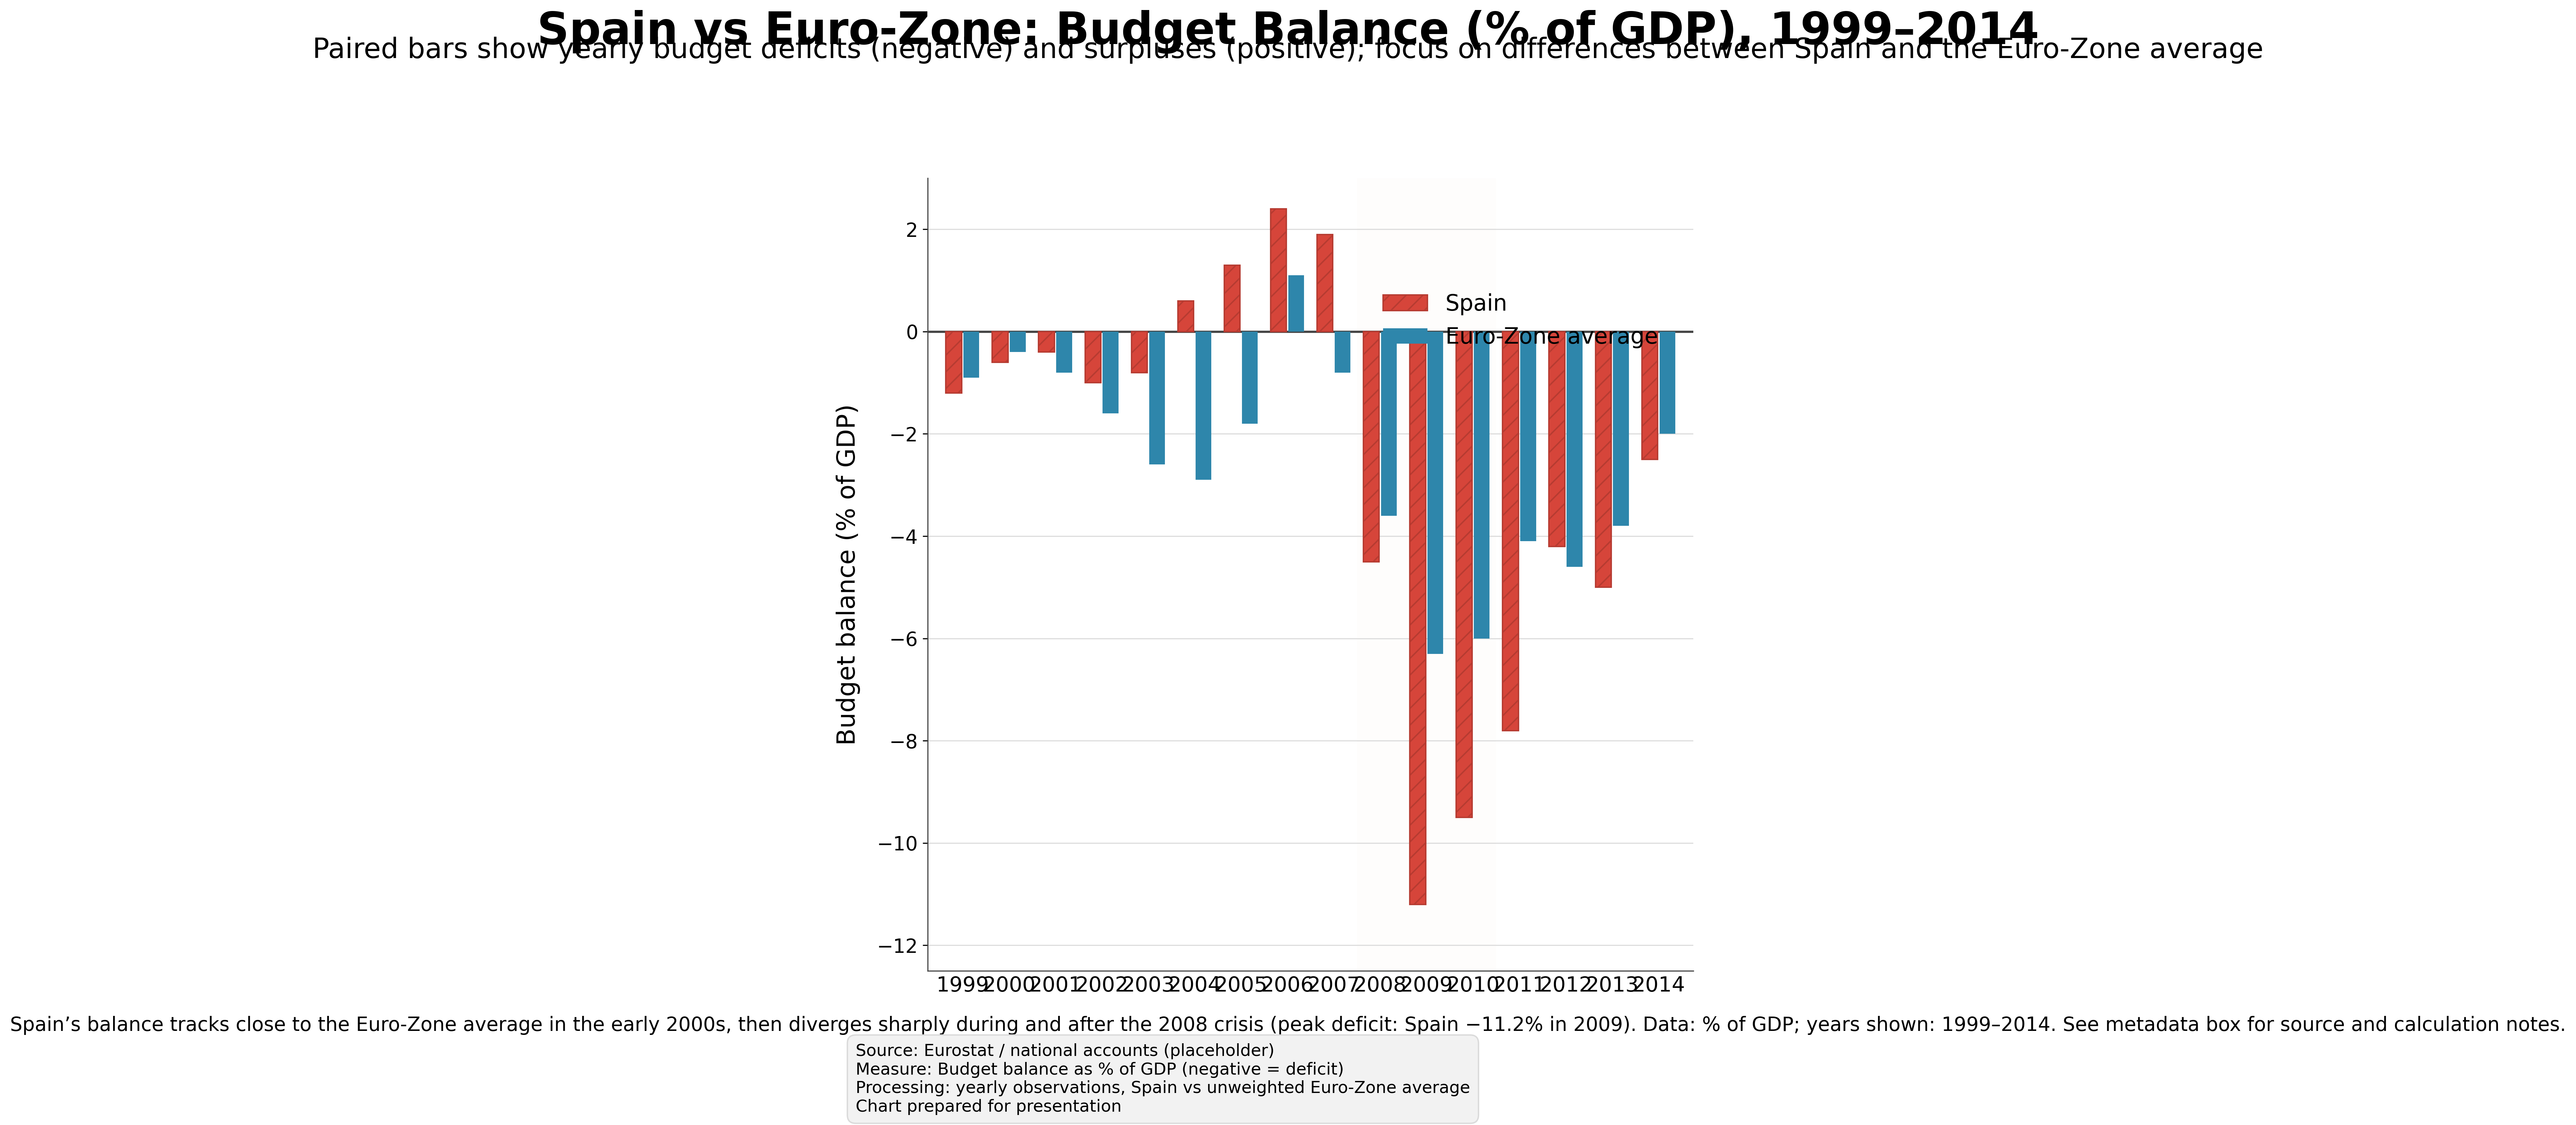 Spain vs Euro-Zone: Budget Balance (% of GDP), 1999–2014
Paired bars show yearly budget deficits (negative) and surpluses (positive); focus on differences between Spain and the Euro-Zone average
Budget balance (% of GDP)
2
0
−2
−4
−6
−8
−10
−12
Spain
Euro-Zone average
1999 2000 2001 2002 2003 2004 2005 2006 2007 2008 2009 2010 2011 2012 2013 2014
Spain’s balance tracks close to the Euro-Zone average in the early 2000s, then diverges sharply during and after the 2008 crisis (peak deficit: Spain −11.2% in 2009). Data: % of GDP; years shown: 1999–2014. See metadata box for source and calculation notes.
Source: Eurostat / national accounts (placeholder)
Measure: Budget balance as % of GDP (negative = deficit)
Processing: yearly observations, Spain vs unweighted Euro-Zone average
Chart prepared for presentation